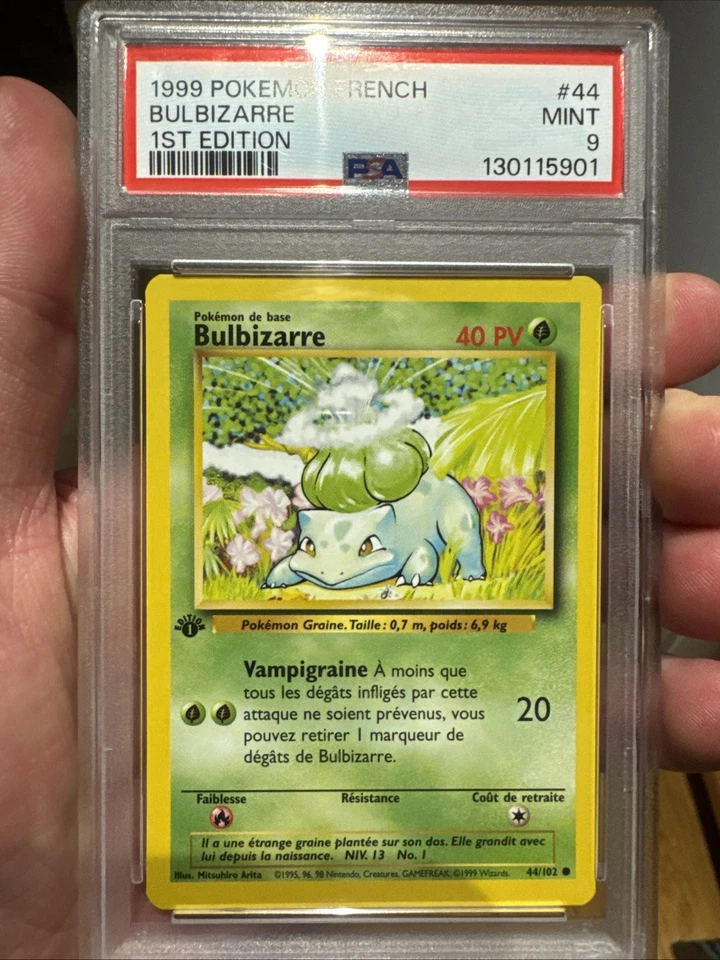 1999 POKEMON FRENCH #44
BULBIZARRE MINT
1ST EDITION 9
PSA 130115901
Pokémon de base
Bulbizarre 40 PV
EDITION 1
Pokémon Graine. Taille: 0,7 m, poids: 6,9 kg
Vampigraine À moins que
tous les dégâts infligés par cette
attaque ne soient prévenus, vous 20
pouvez retirer 1 marqueur de
dégâts de Bulbizarre.
Faiblesse Résistance Coût de retraite
Il a une étrange graine plantée sur son dos. Elle grandit avec
lui depuis la naissance. NIV. 13 No. 1
Illus. Mitsuhiro Arita ©1995, 96, 98 Nintendo, Creatures, GAMEFREAK. ©1999 Wizards. 44/102